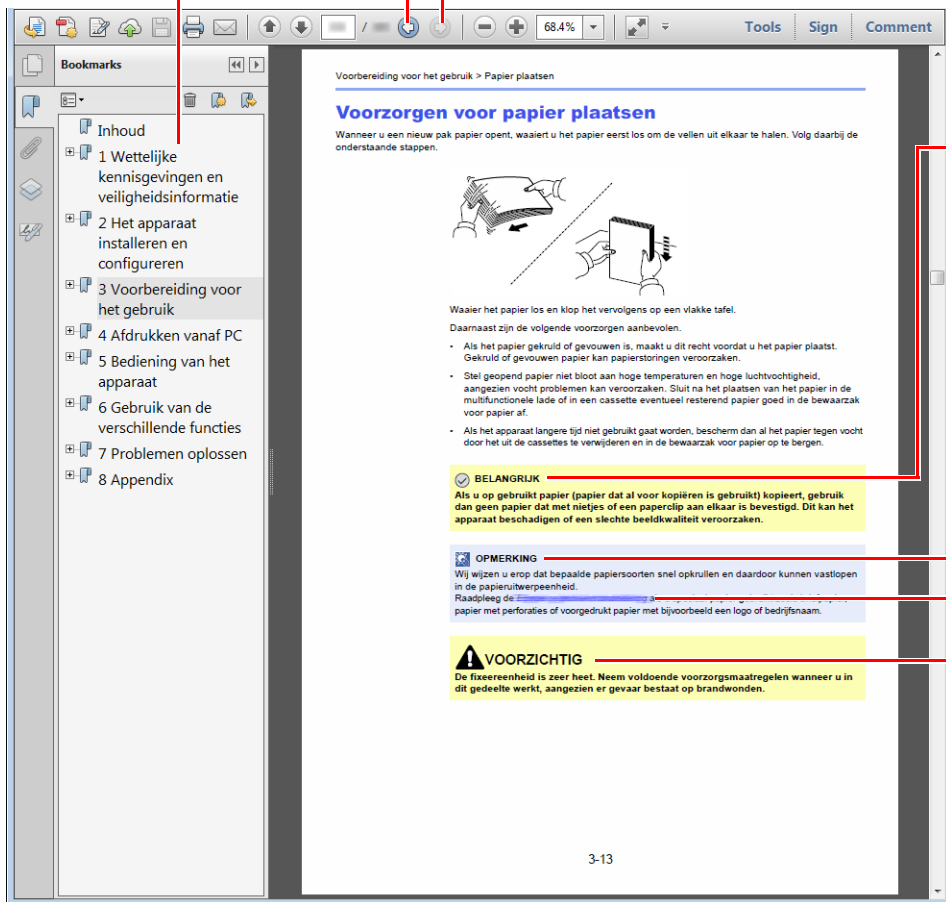 /
68.4%
Tools
Sign
Comment
Bookmarks
Inhoud
1 Wettelijke
kennisgevingen en
veiligheidsinformatie
2 Het apparaat
installeren en
configureren
3 Voorbereiding voor
het gebruik
4 Afdrukken vanaf PC
5 Bediening van het
apparaat
6 Gebruik van de
verschillende functies
7 Problemen oplossen
8 Appendix
Voorbereiding voor het gebruik > Papier plaatsen
Voorzorgen voor papier plaatsen
Wanneer u een nieuw pak papier opent, waaiert u het papier eerst los om de vellen uit elkaar te halen. Volg daarbij de
onderstaande stappen.
Waaier het papier los en klop het vervolgens op een vlakke tafel.
Daarnaast zijn de volgende voorzorgen aanbevolen.
• Als het papier gekruld of gevouwen is, maakt u dit recht voordat u het papier plaatst.
Gekruld of gevouwen papier kan papierstoringen veroorzaken.
• Stel geopend papier niet bloot aan hoge temperaturen en hoge luchtvochtigheid,
aangezien vocht problemen kan veroorzaken. Sluit na het plaatsen van het papier in de
multifunctionele lade of in een cassette eventueel resterend papier goed in de bewaarzak
voor papier af.
• Als het apparaat langere tijd niet gebruikt gaat worden, bescherm dan al het papier tegen vocht
door het uit de cassettes te verwijderen en in de bewaarzak voor papier op te bergen.
BELANGRIJK
Als u op gebruikt papier (papier dat al voor kopiëren is gebruikt) kopieert, gebruik
dan geen papier dat met nietjes of een paperclip aan elkaar is bevestigd. Dit kan het
apparaat beschadigen of een slechte beeldkwaliteit veroorzaken.
OPMERKING
Wij wijzen u erop dat bepaalde papiersoorten snel opkrullen en daardoor kunnen vastlopen
in de papieruitwerpeenheid.
Raadpleeg de
papier met perforaties of voorgedrukt papier met bijvoorbeeld een logo of bedrijfsnaam.
VOORZICHTIG
De fixeereenheid is zeer heet. Neem voldoende voorzorgsmaatregelen wanneer u in
dit gedeelte werkt, aangezien er gevaar bestaat op brandwonden.
3-13